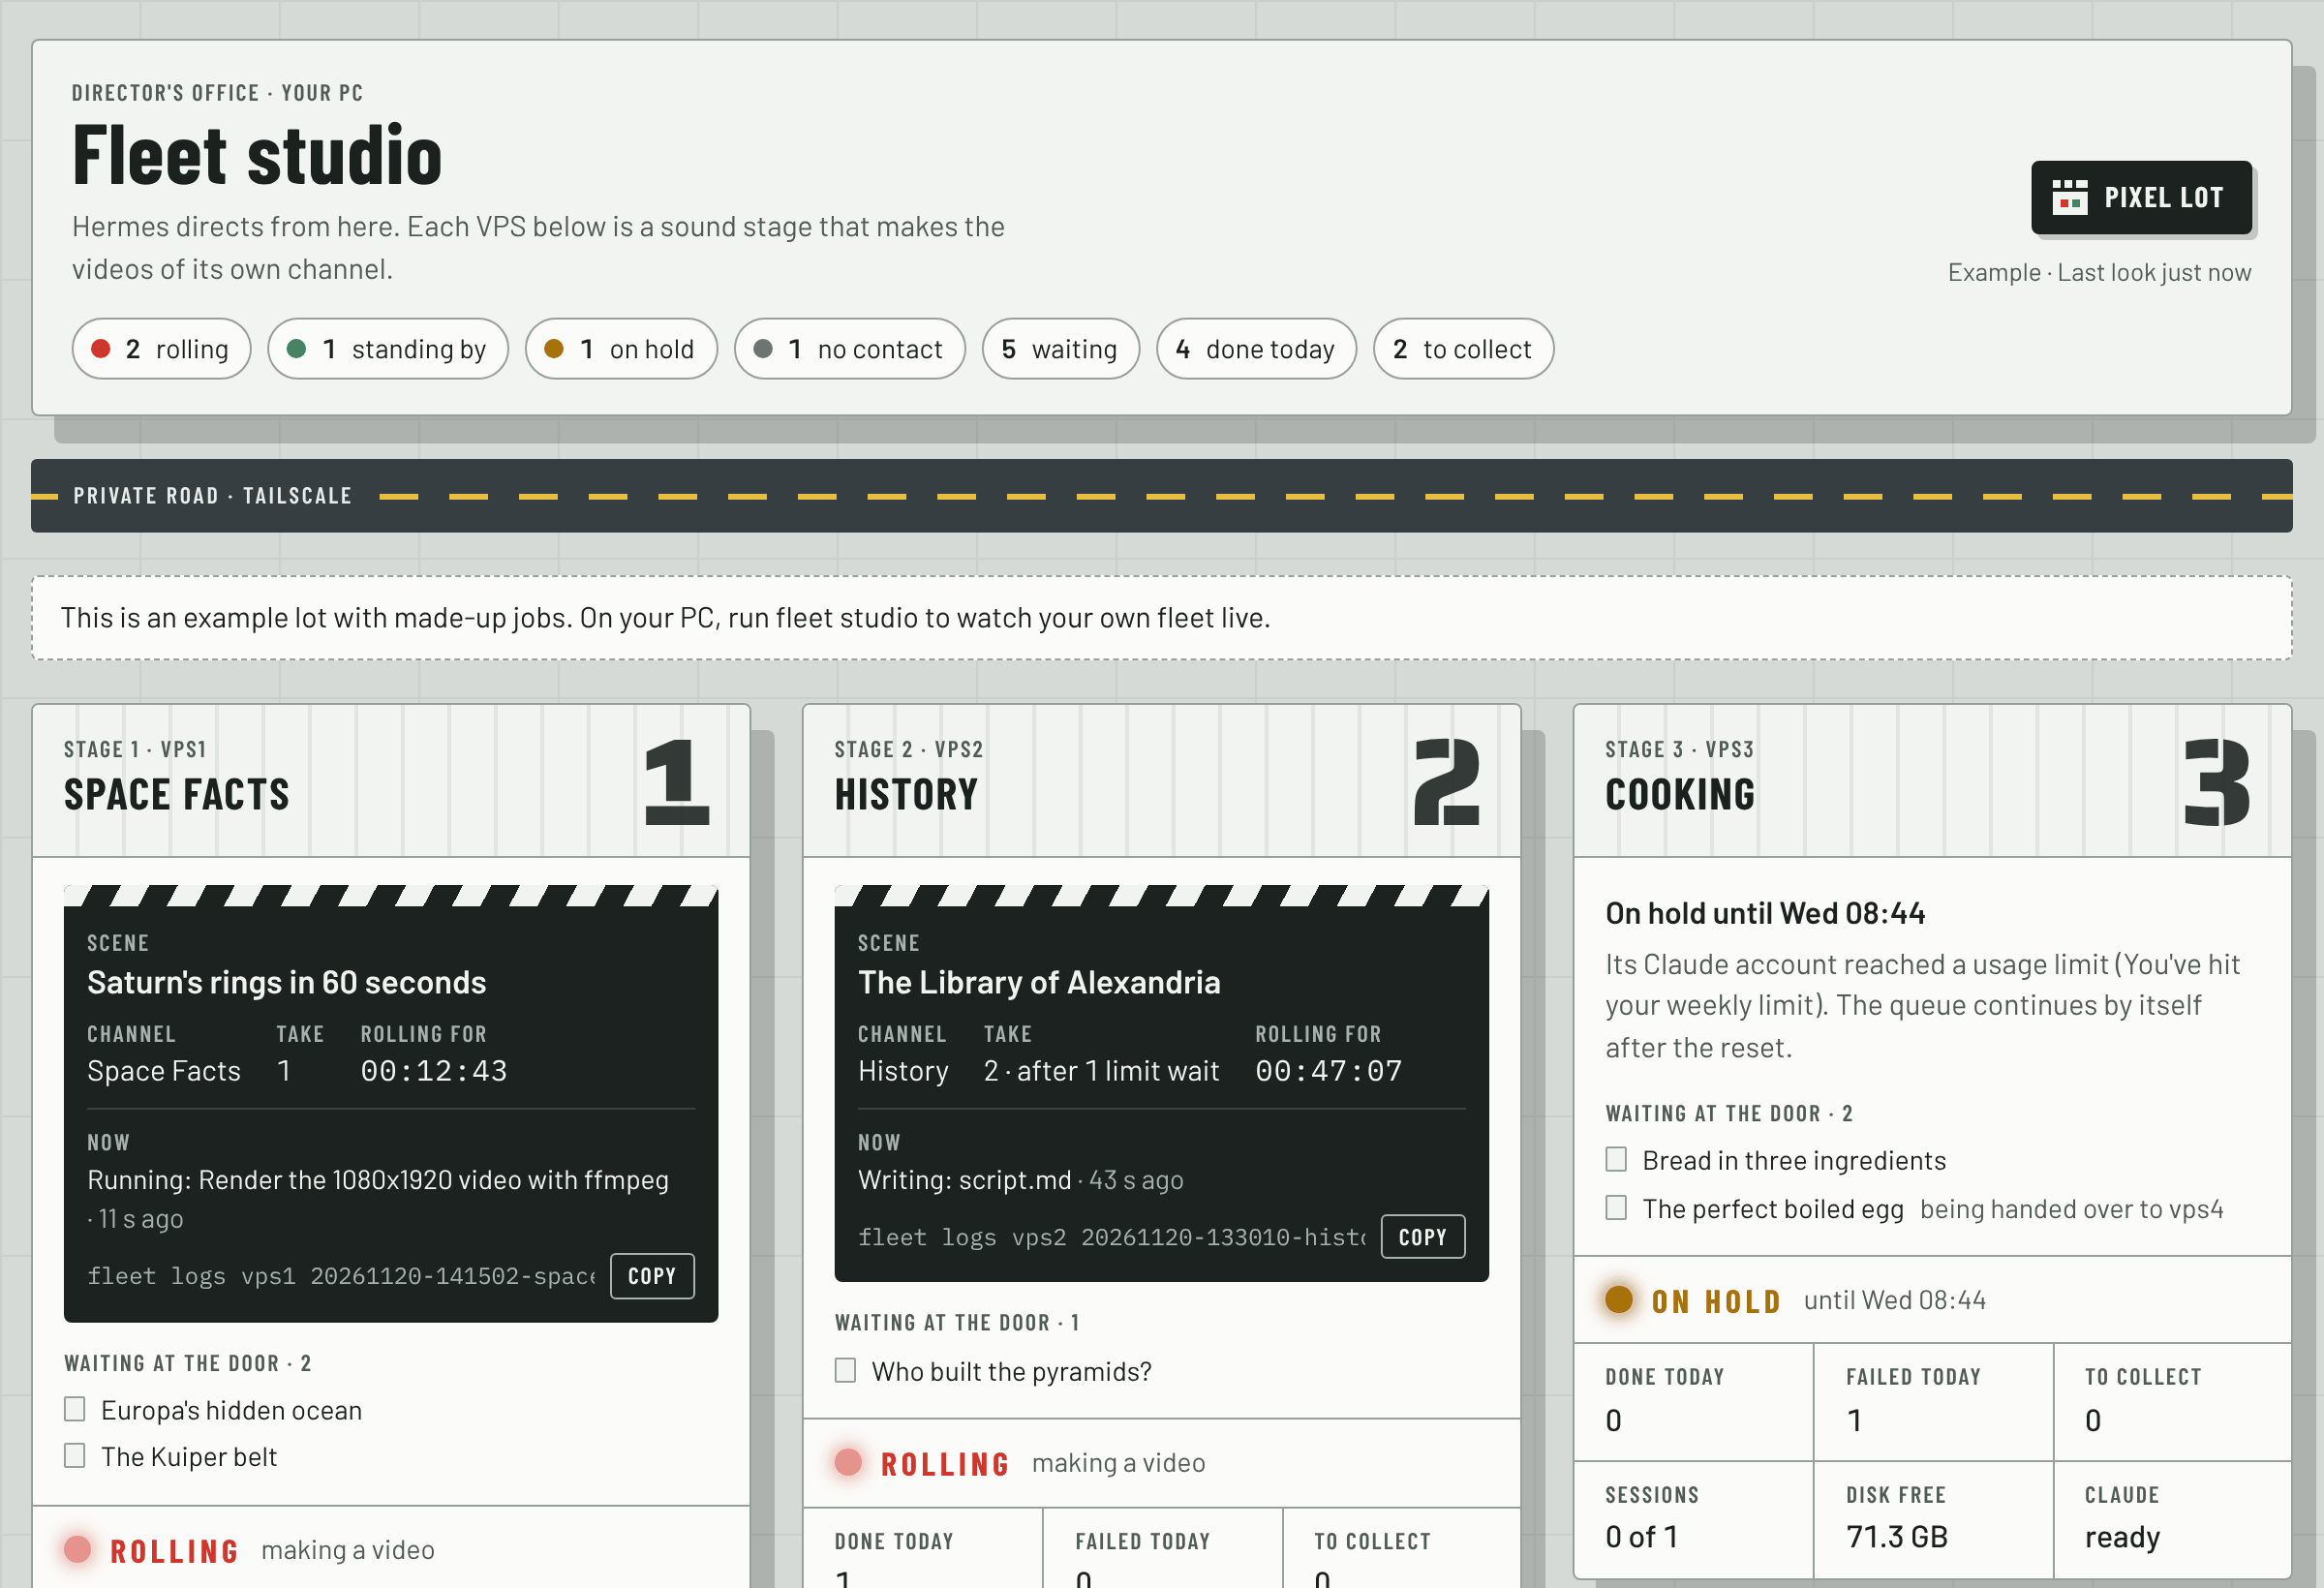 DIRECTOR'S OFFICE · YOUR PC
Fleet studio
Hermes directs from here. Each VPS below is a sound stage that makes the
videos of its own channel.
PIXEL LOT
Example · Last look just now
2 rolling
1 standing by
1 on hold
1 no contact
5 waiting
4 done today
2 to collect
PRIVATE ROAD · TAILSCALE
This is an example lot with made-up jobs. On your PC, run fleet studio to watch your own fleet live.
STAGE 1 · VPS1
SPACE FACTS
1
SCENE
Saturn's rings in 60 seconds
CHANNEL TAKE ROLLING FOR
Space Facts 1 00:12:43
NOW
Running: Render the 1080x1920 video with ffmpeg
· 11 s ago
fleet logs vps1 20261120-141502-space
COPY
WAITING AT THE DOOR · 2
Europa's hidden ocean
The Kuiper belt
ROLLING making a video
STAGE 2 · VPS2
HISTORY
2
SCENE
The Library of Alexandria
CHANNEL TAKE ROLLING FOR
History 2 · after 1 limit wait 00:47:07
NOW
Writing: script.md · 43 s ago
fleet logs vps2 20261120-133010-histo
COPY
WAITING AT THE DOOR · 1
Who built the pyramids?
ROLLING making a video
DONE TODAY FAILED TODAY TO COLLECT
1 0 0
STAGE 3 · VPS3
COOKING
3
On hold until Wed 08:44
Its Claude account reached a usage limit (You've hit
your weekly limit). The queue continues by itself
after the reset.
WAITING AT THE DOOR · 2
Bread in three ingredients
The perfect boiled egg being handed over to vps4
ON HOLD until Wed 08:44
DONE TODAY FAILED TODAY TO COLLECT
0 1 0
SESSIONS DISK FREE CLAUDE
0 of 1 71.3 GB ready